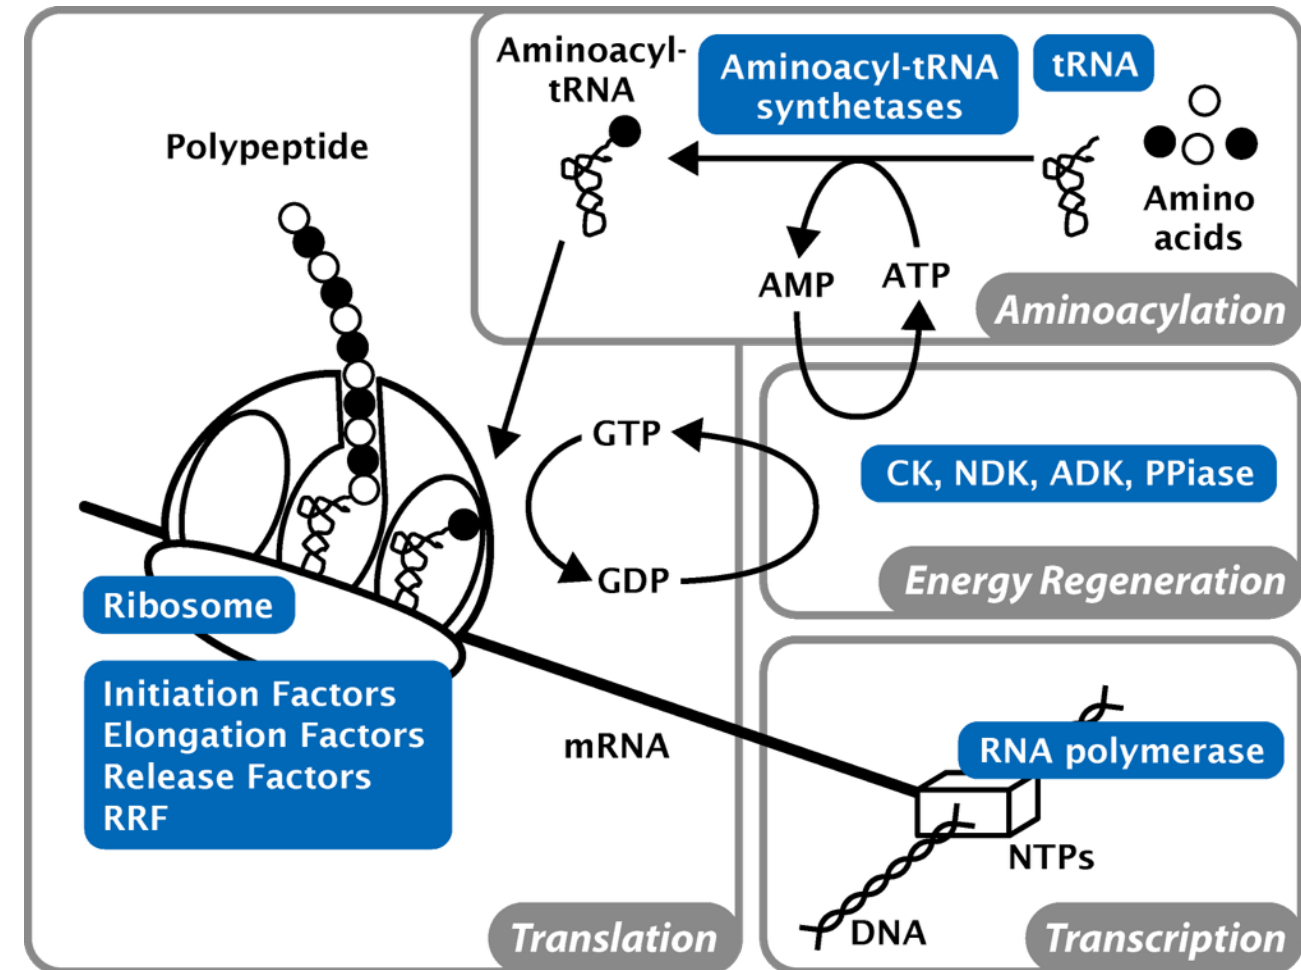 Aminoacyl-
tRNA
Aminoacyl-tRNA
synthetases
tRNA
Amino
acids
AMP
ATP
Aminoacylation
Polypeptide
GTP
GDP
CK, NDK, ADK, PPiase
Energy Regeneration
Ribosome
Initiation Factors
Elongation Factors
Release Factors
RRF
mRNA
Translation
RNA polymerase
NTPs
DNA
Transcription